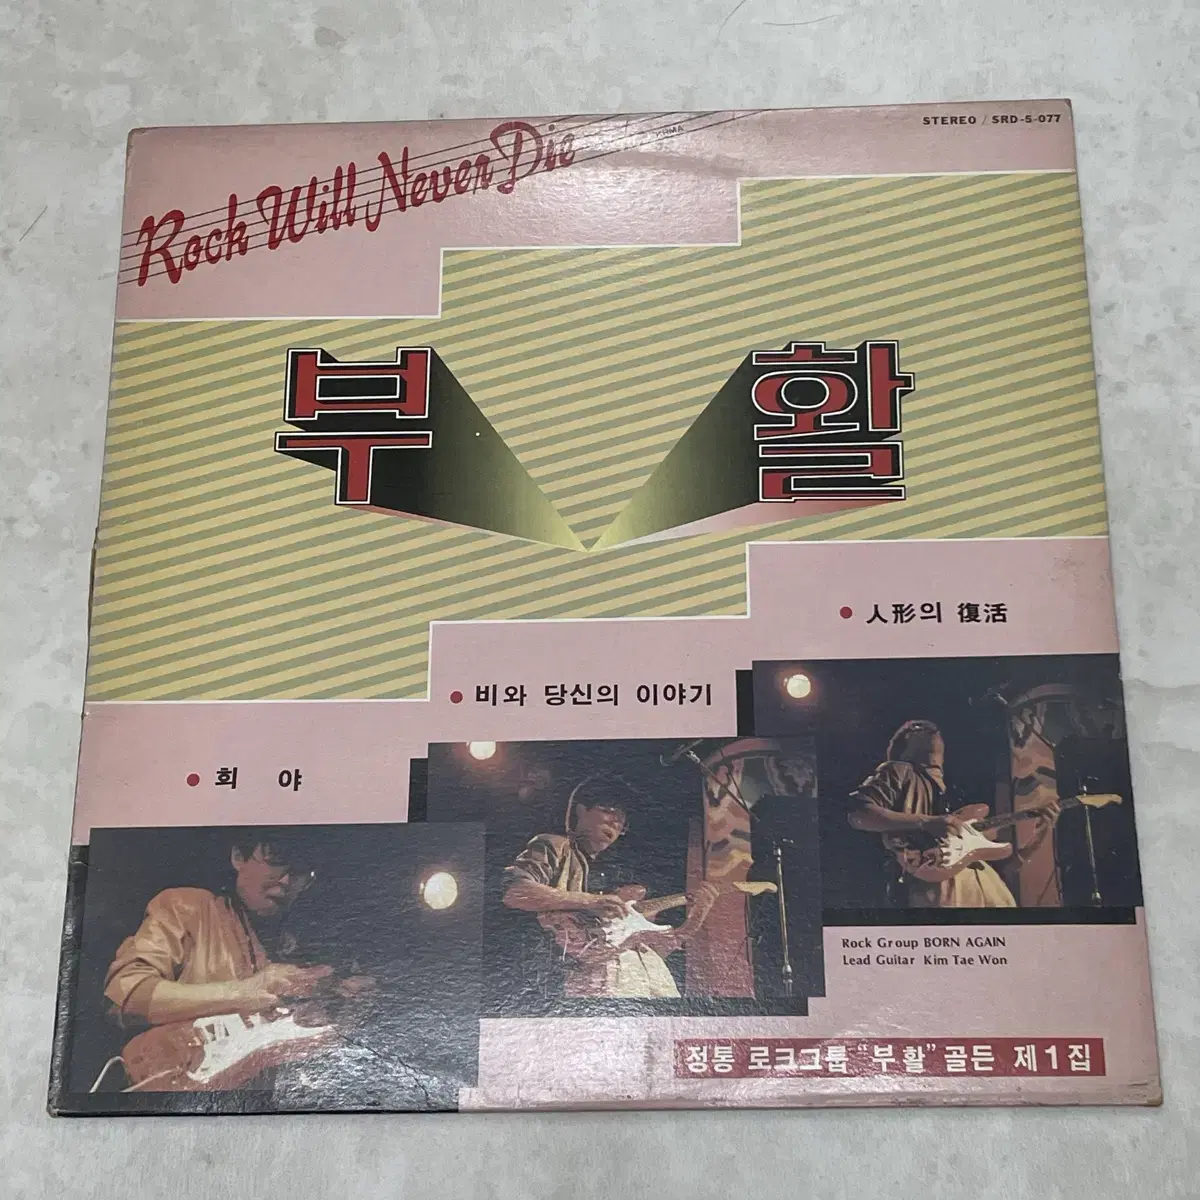 STEREO / SRD-5-077
Rock Will Never Die
부활
● 人形의 復活
● 비와 당신의 이야기
● 희 야
Rock Group BORN AGAIN
Lead Guitar Kim Tae Won
정통 로크그룹 “부활” 골든 제1집